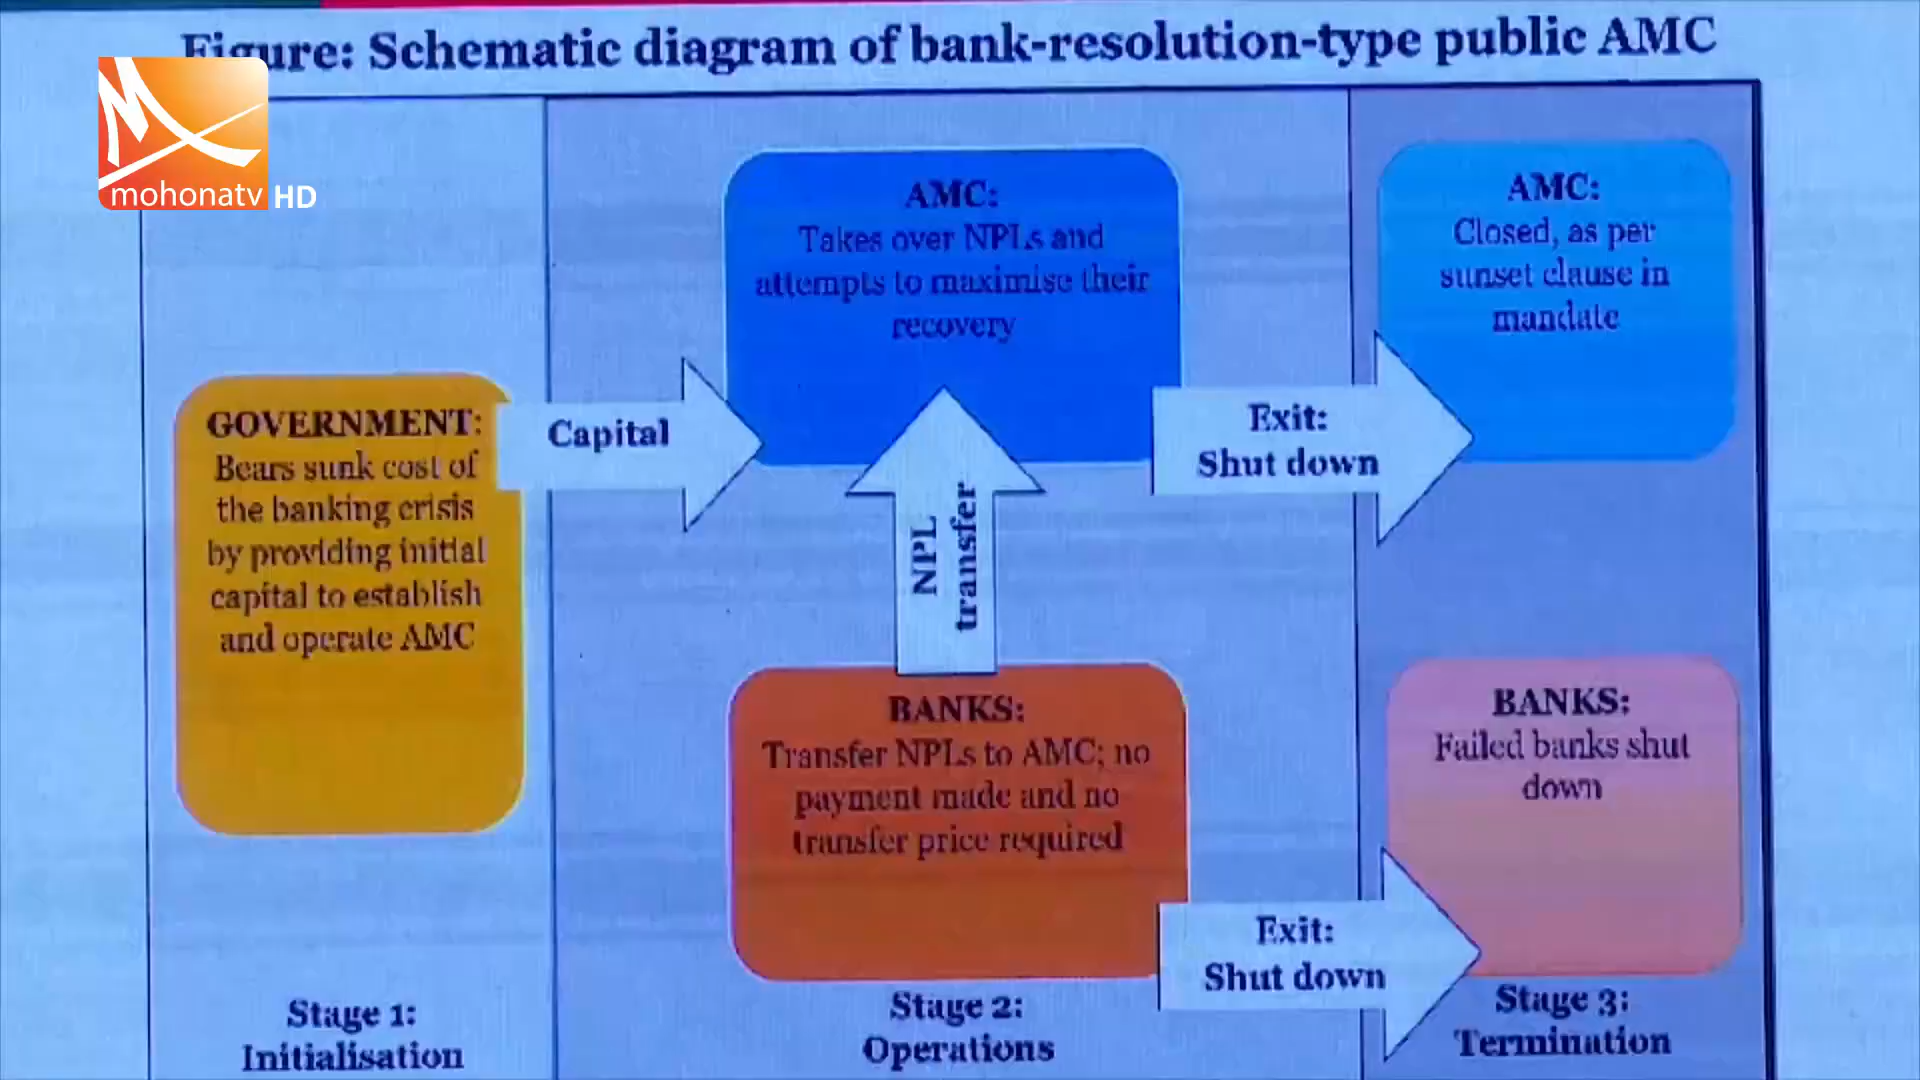 Figure: Schematic diagram of bank-resolution-type public AMC
mohonatv HD
GOVERNMENT:
Bears sunk cost of
the banking crisis
by providing initial
capital to establish
and operate AMC
Capital
AMC:
Takes over NPLs and
attempts to maximise their
recovery
NPL
transfer
BANKS:
Transfer NPLs to AMC; no
payment made and no
transfer price required
Exit:
Shut down
AMC:
Closed, as per
sunset clause in
mandate
Exit:
Shut down
BANKS:
Failed banks shut
down
Stage 1:
Initialisation
Stage 2:
Operations
Stage 3:
Termination